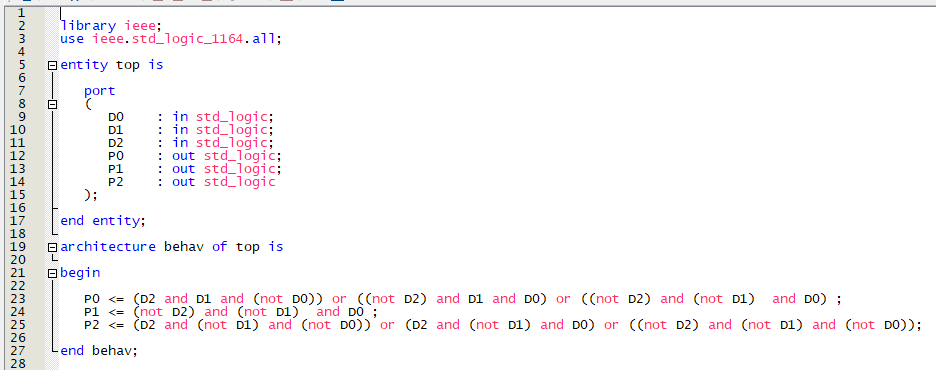 1
2 library ieee;
3 use ieee.std_logic_1164.all;
4
5 entity top is
6
7 port
8 (
9 D0 : in std_logic;
10 D1 : in std_logic;
11 D2 : in std_logic;
12 P0 : out std_logic;
13 P1 : out std_logic;
14 P2 : out std_logic
15 );
16
17 end entity;
18
19 architecture behav of top is
20
21 begin
22
23 P0 <= (D2 and D1 and (not D0)) or ((not D2) and D1 and D0) or ((not D2) and (not D1)  and D0) ;
24 P1 <= (not D2) and (not D1)  and D0 ;
25 P2 <= (D2 and (not D1) and (not D0)) or (D2 and (not D1) and D0) or ((not D2) and (not D1) and (not D0));
26
27 end behav;
28